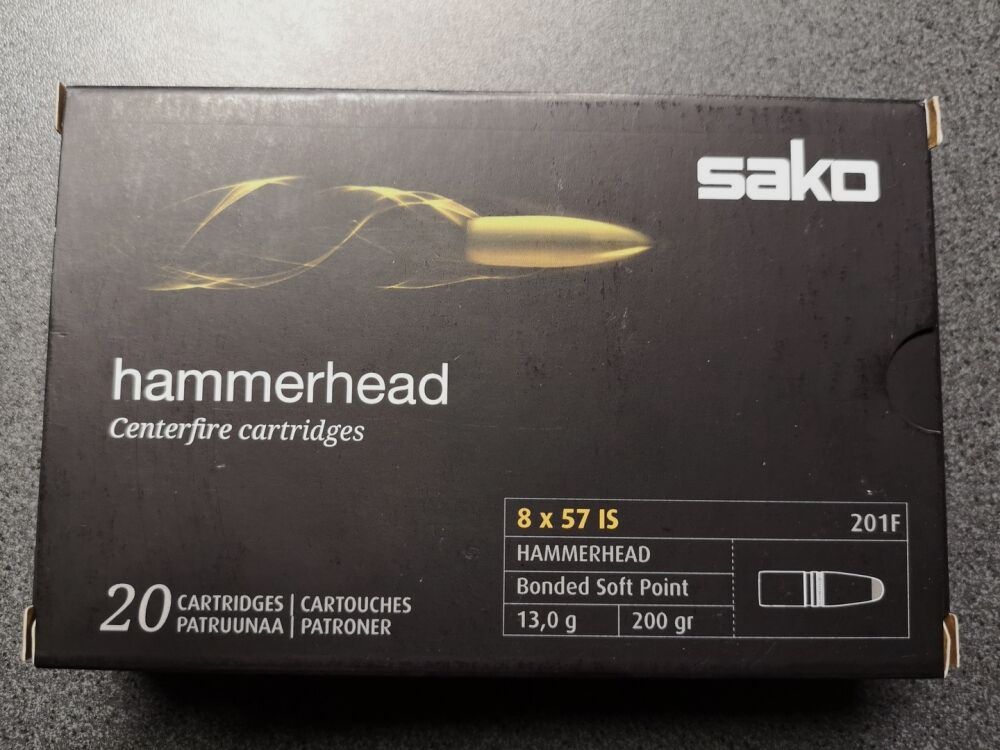 sako
hammerhead
Centerfire cartridges
8 x 57 IS 201F
HAMMERHEAD
Bonded Soft Point
13,0 g 200 gr
20 CARTRIDGES | CARTOUCHES
PATRUUNAA | PATRONER